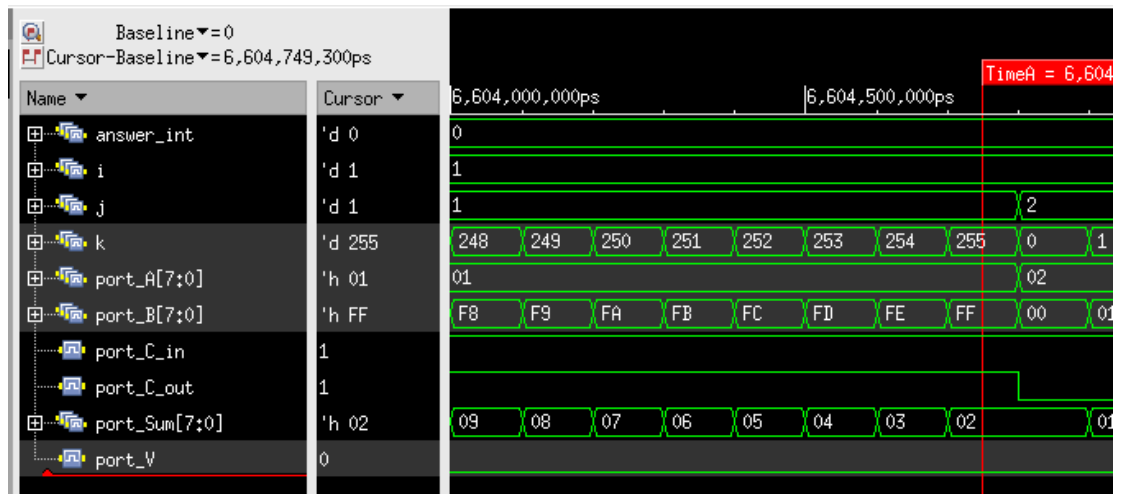 Baseline▼=0
Cursor-Baseline▼=6,604,749,300ps
TimeA = 6,604
Name ▼ Cursor ▼ 6,604,000,000ps 6,604,500,000ps
answer_int 'd 0 0
i 'd 1 1
j 'd 1 1 2
k 'd 255 248 249 250 251 252 253 254 255 0 1
port_A[7:0] 'h 01 01 02
port_B[7:0] 'h FF F8 F9 FA FB FC FD FE FF 00 01
port_C_in 1
port_C_out 1
port_Sum[7:0] 'h 02 09 08 07 06 05 04 03 02 01
port_V 0